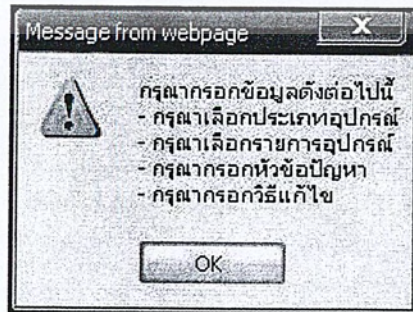 Message from webpage
กรุณากรอกข้อมูลดังต่อไปนี้
- กรุณาเลือกประเภทอุปกรณ์
- กรุณาเลือกรายการอุปกรณ์
- กรุณากรอกหัวข้อปัญหา
- กรุณากรอกวิธีแก้ไข
OK